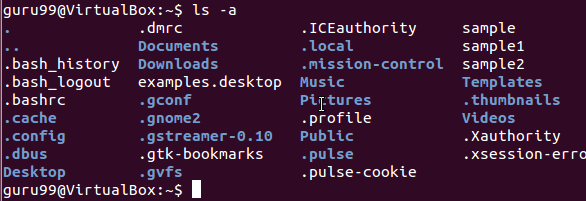 guru99@VirtualBox:~$ ls -a
. .dmrc .ICEauthority sample
.. Documents .local sample1
.bash_history Downloads .mission-control sample2
.bash_logout examples.desktop Music Templates
.bashrc .gconf Pictures .thumbnails
.cache .gnome2 .profile Videos
.config .gstreamer-0.10 Public .Xauthority
.dbus .gtk-bookmarks .pulse .xsession-erro
Desktop .gvfs .pulse-cookie
guru99@VirtualBox:~$